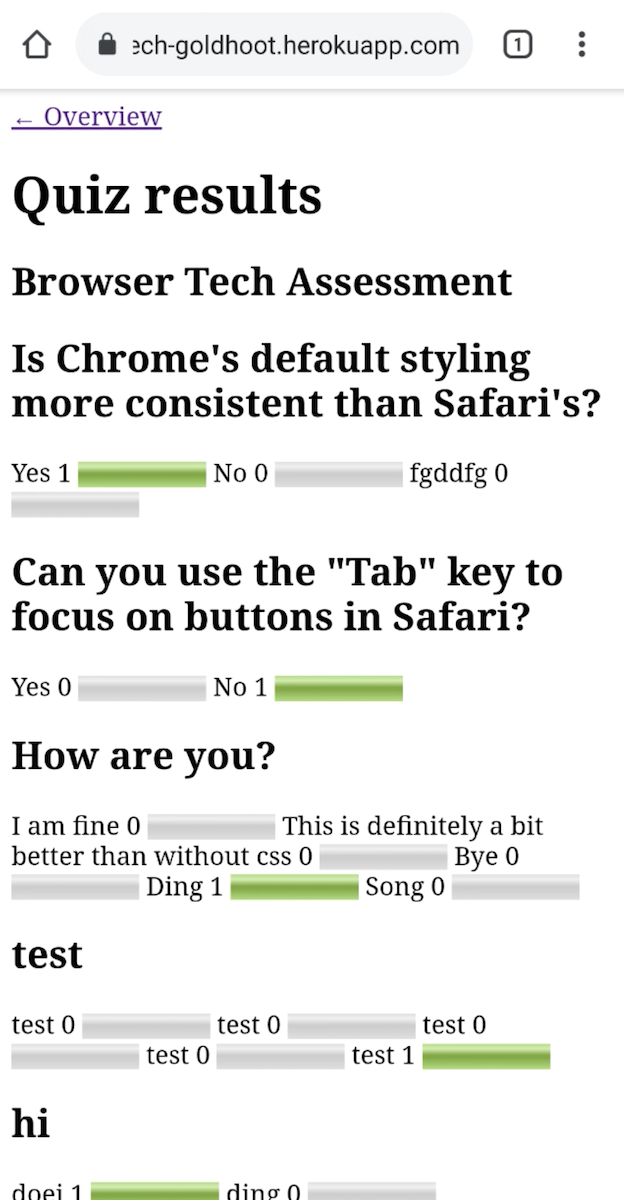 ech-goldhoot.herokuapp.com 1
← Overview
Quiz results
Browser Tech Assessment
Is Chrome's default styling
more consistent than Safari's?
Yes 1 No 0 fgddfg 0
Can you use the "Tab" key to
focus on buttons in Safari?
Yes 0 No 1
How are you?
I am fine 0 This is definitely a bit
better than without css 0 Bye 0
Ding 1 Song 0
test
test 0 test 0 test 0
test 0 test 1
hi
doei 1 ding 0